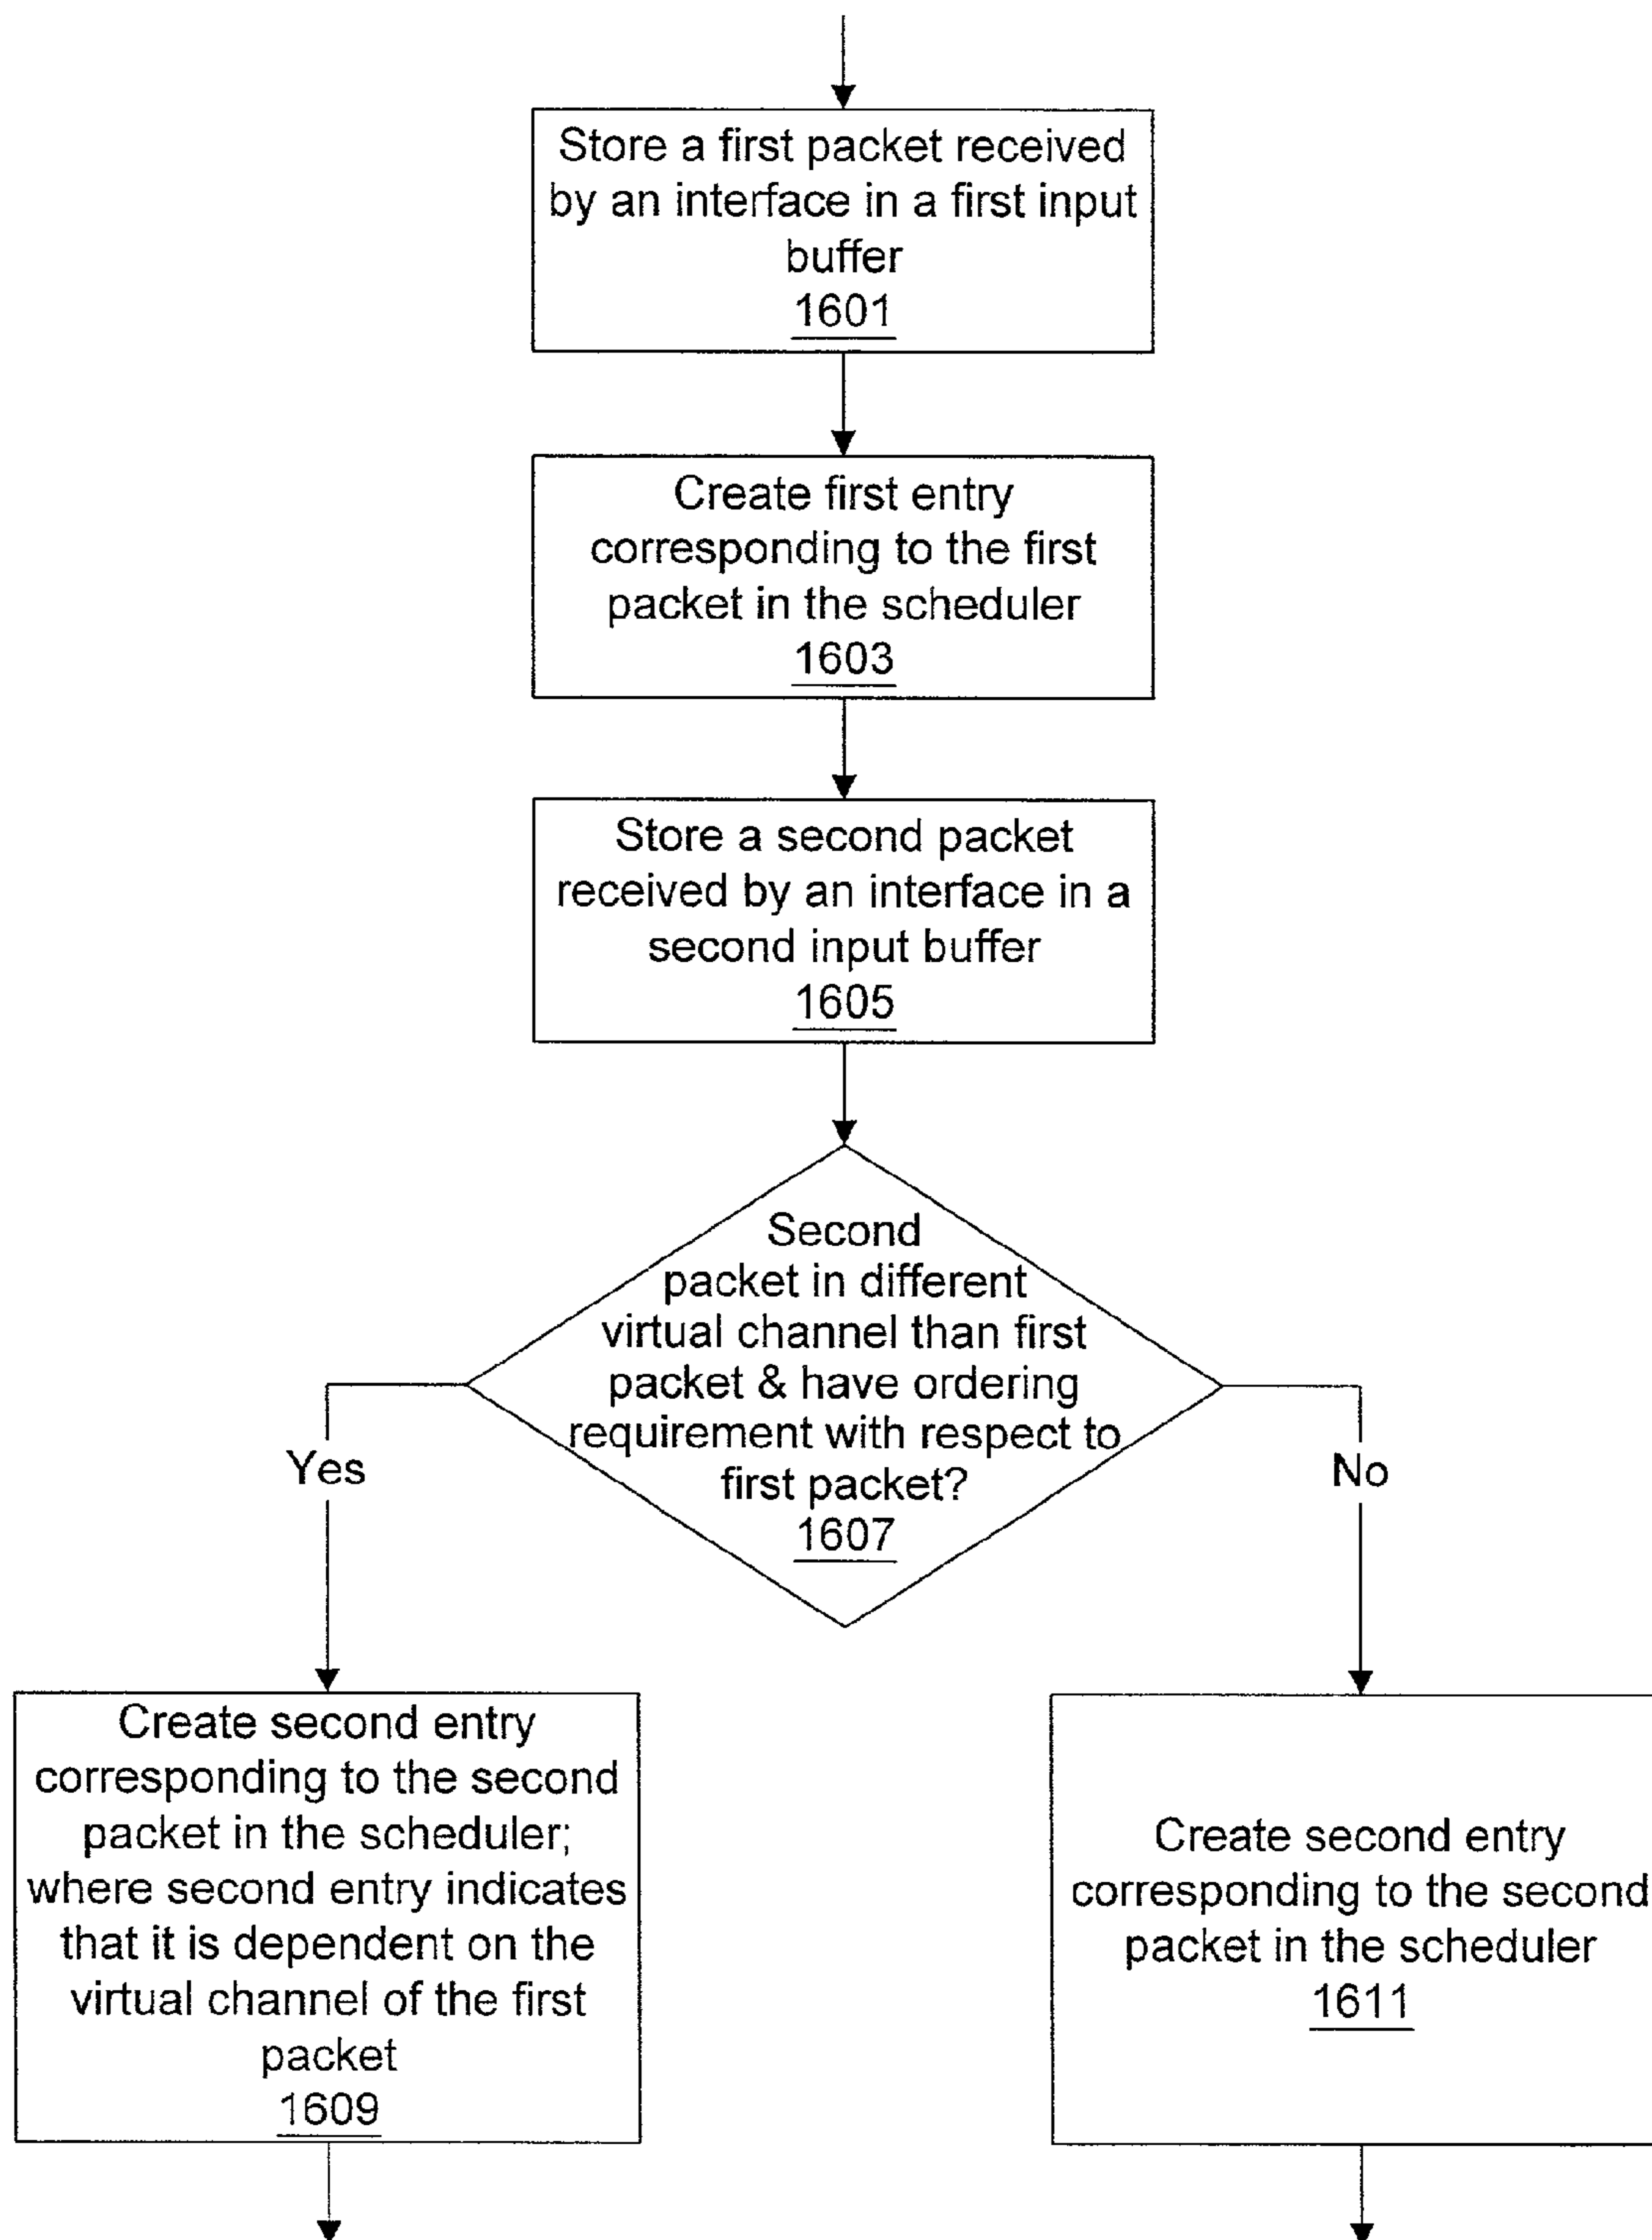 Store a first packet received
by an interface in a first input
buffer
1601
Create first entry
corresponding to the first
packet in the scheduler
1603
Store a second packet
received by an interface in a
second input buffer
1605
Second
packet in different
virtual channel than first
packet & have ordering
requirement with respect to
first packet?
1607
Yes
No
Create second entry
corresponding to the second
packet in the scheduler;
where second entry indicates
that it is dependent on the
virtual channel of the first
packet
1609
Create second entry
corresponding to the second
packet in the scheduler
1611